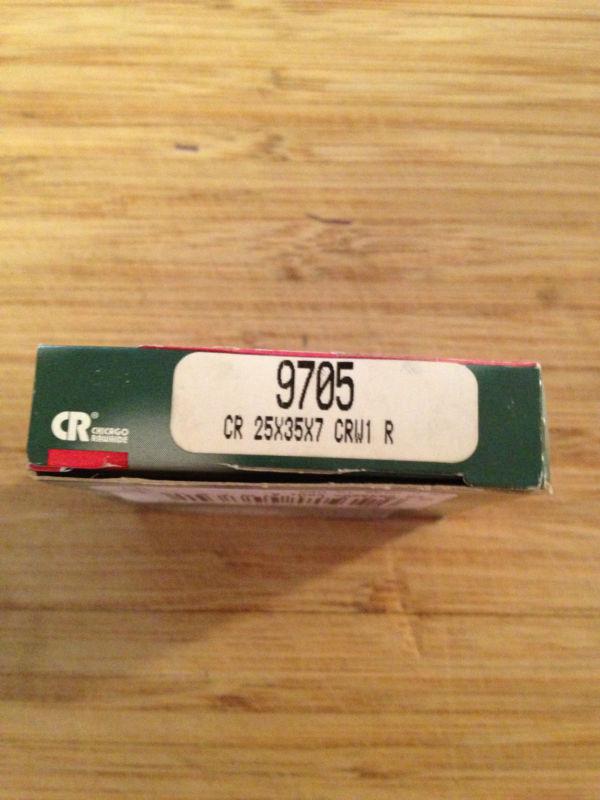 9705
CR 25X35X7 CRW1 R
CR®
CHICAGO
RAWHIDE